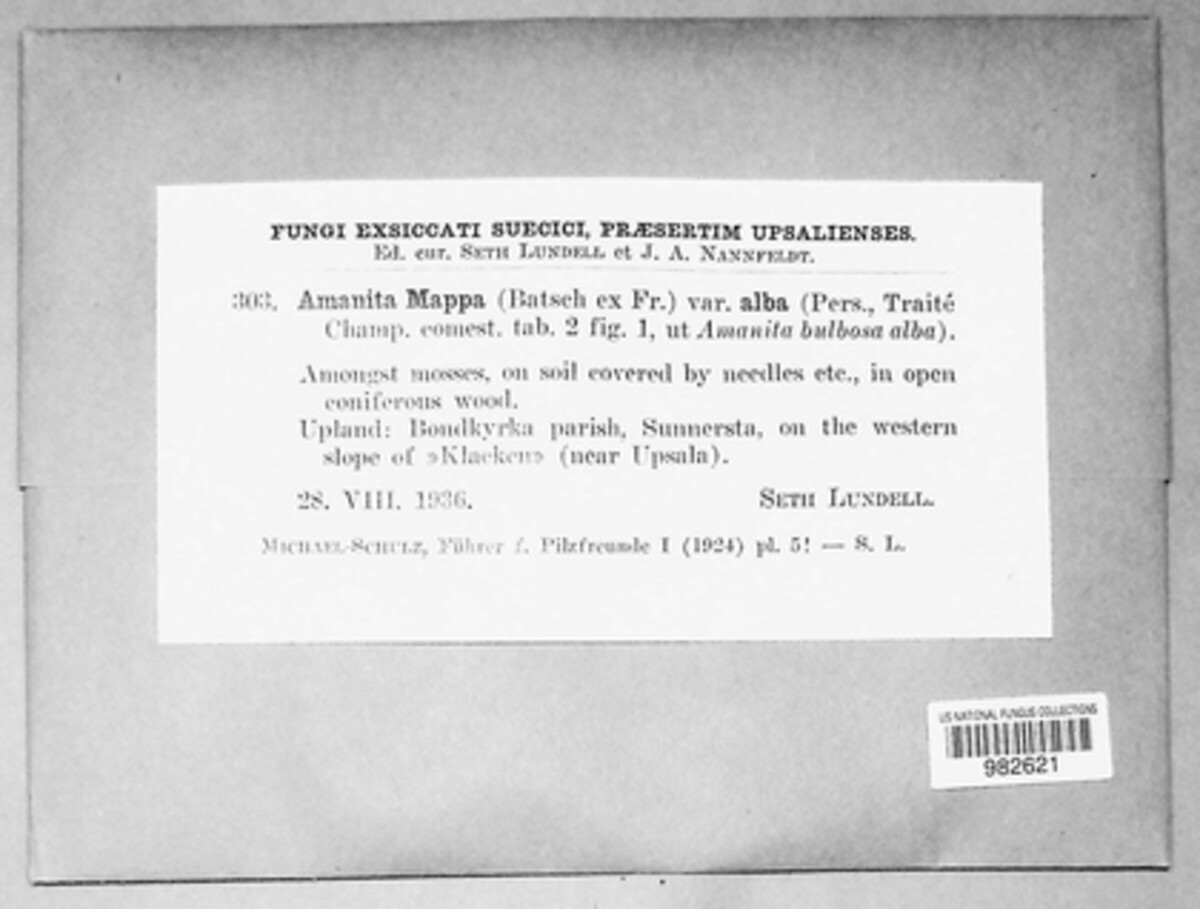 FUNGI EXSICCATI SUECICI, PRÆSERTIM UPSALIENSES.
Ed. cur. SETH LUNDELL et J. A. NANNFELDT.
303. Amanita Mappa (Batsch ex Fr.) var. alba (Pers., Traité
Champ. comest. tab. 2 fig. 1, ut Amanita bulbosa alba).
Amongst mosses, on soil covered by needles etc., in open
coniferous wood.
Upland: Bondkyrka parish, Sunnersta, on the western
slope of »Klacken» (near Upsala).
28. VIII. 1936. SETH LUNDELL.
MICHAEL-SCHULZ, Führer f. Pilzfreunde I (1924) pl. 5! — S. L.
US NATIONAL FUNGUS COLLECTIONS
982621